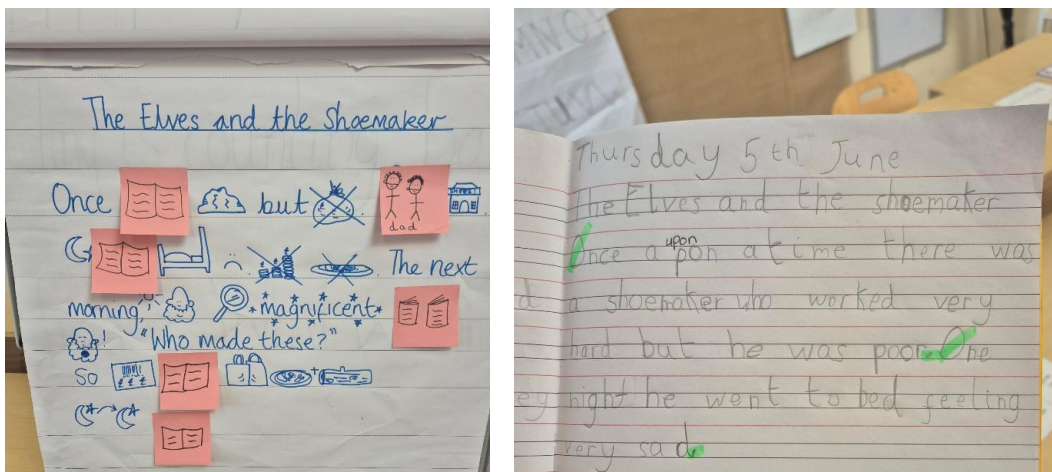 The Elves and the Shoemaker
Once but
dad
The next
morning, magnificent
! "Who made these?"
So
Thursday 5th June
The Elves and the shoemaker
upon
Once a pon a time there was
a shoemaker who worked very
hard but he was poor. One
night he went to bed feeling
very sad.